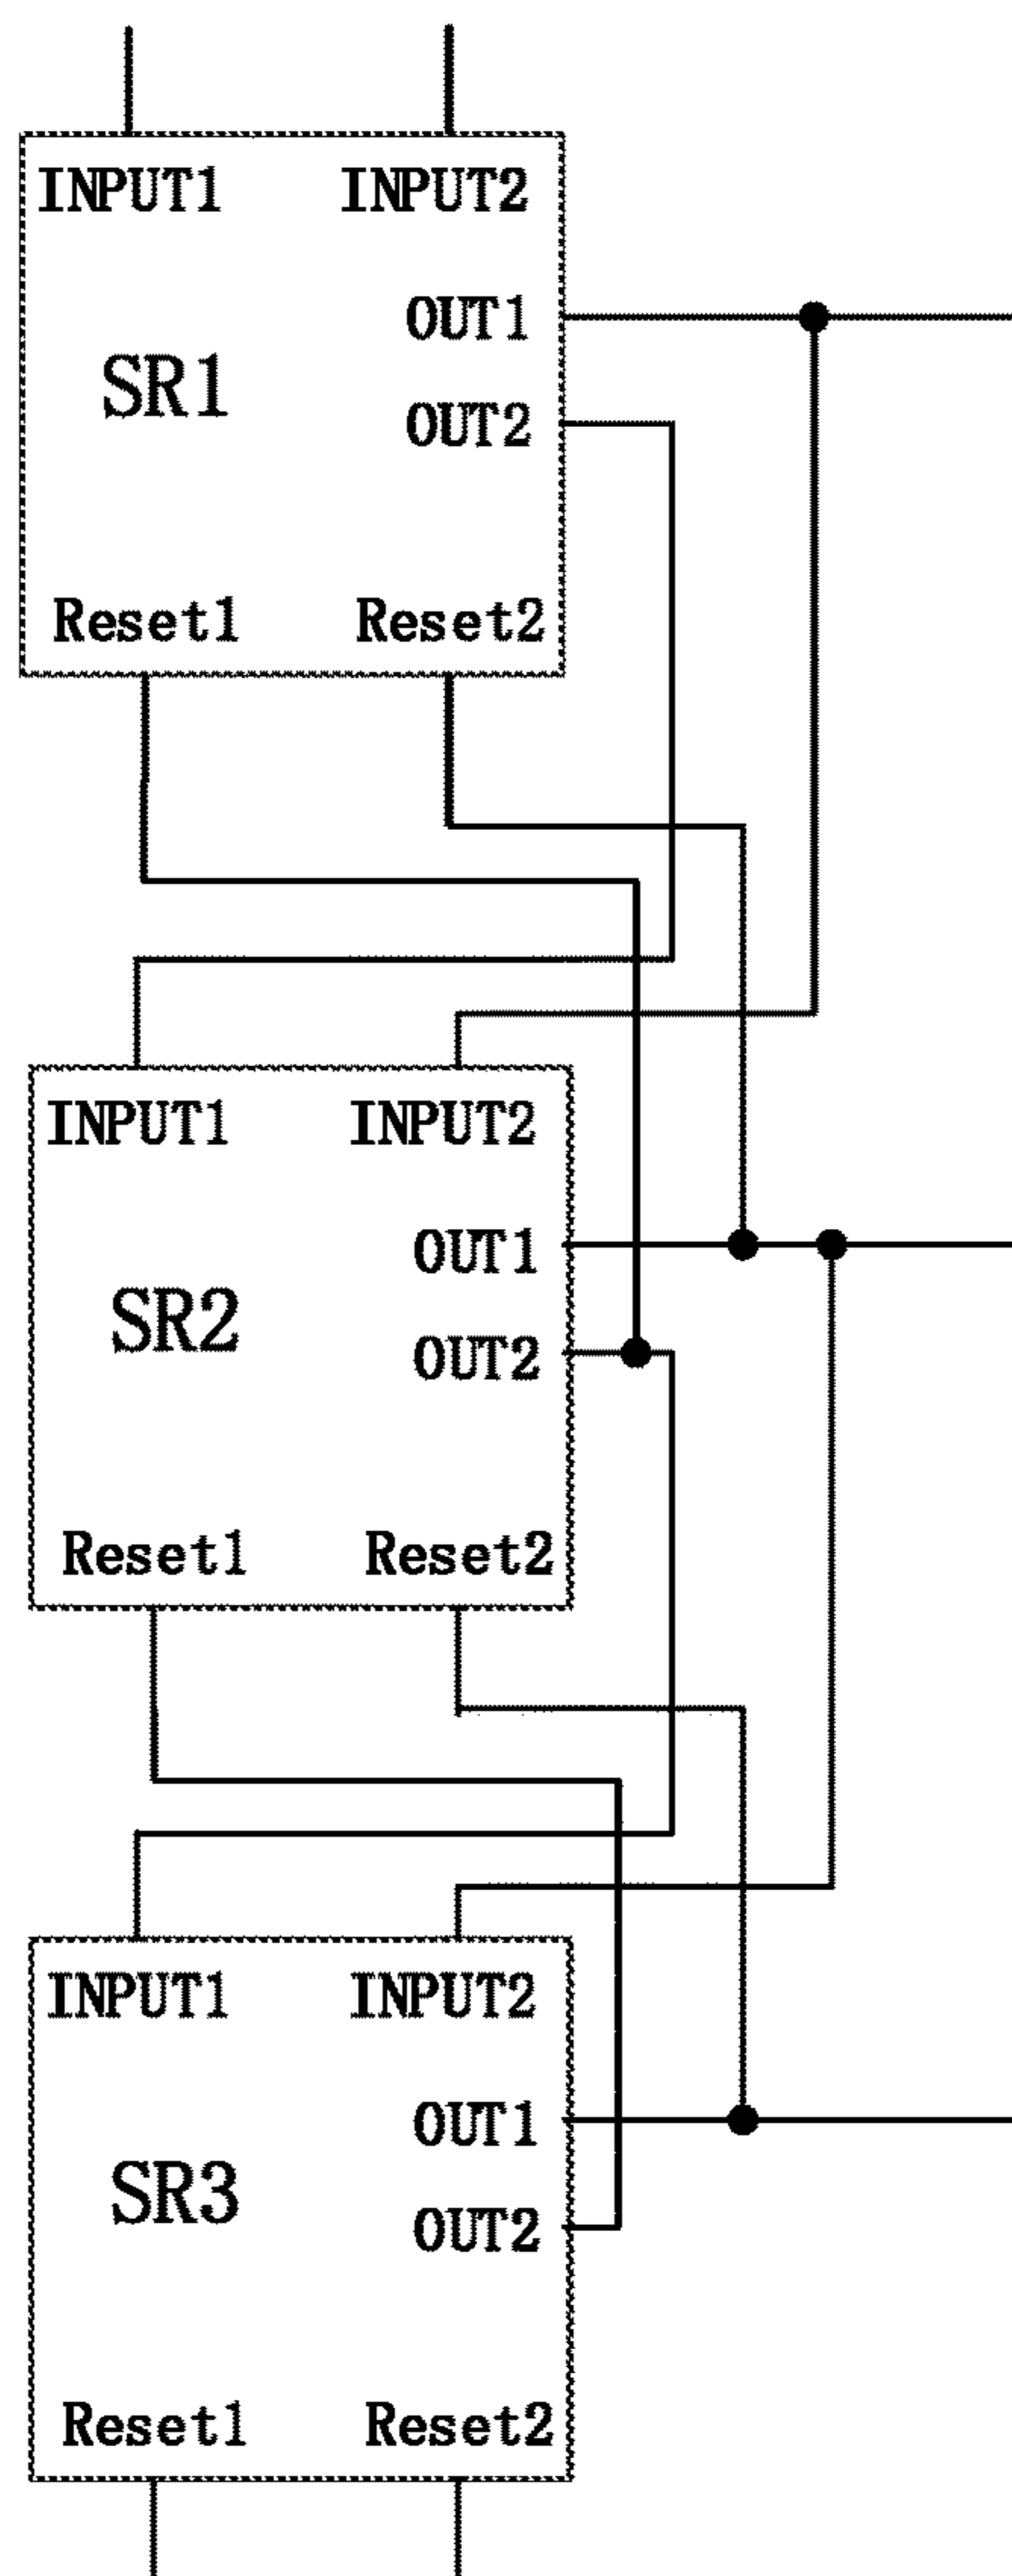 INPUT1 INPUT2
OUT1
SR1
OUT2
Reset1 Reset2
INPUT1 INPUT2
OUT1
SR2
OUT2
Reset1 Reset2
INPUT1 INPUT2
OUT1
SR3
OUT2
Reset1 Reset2